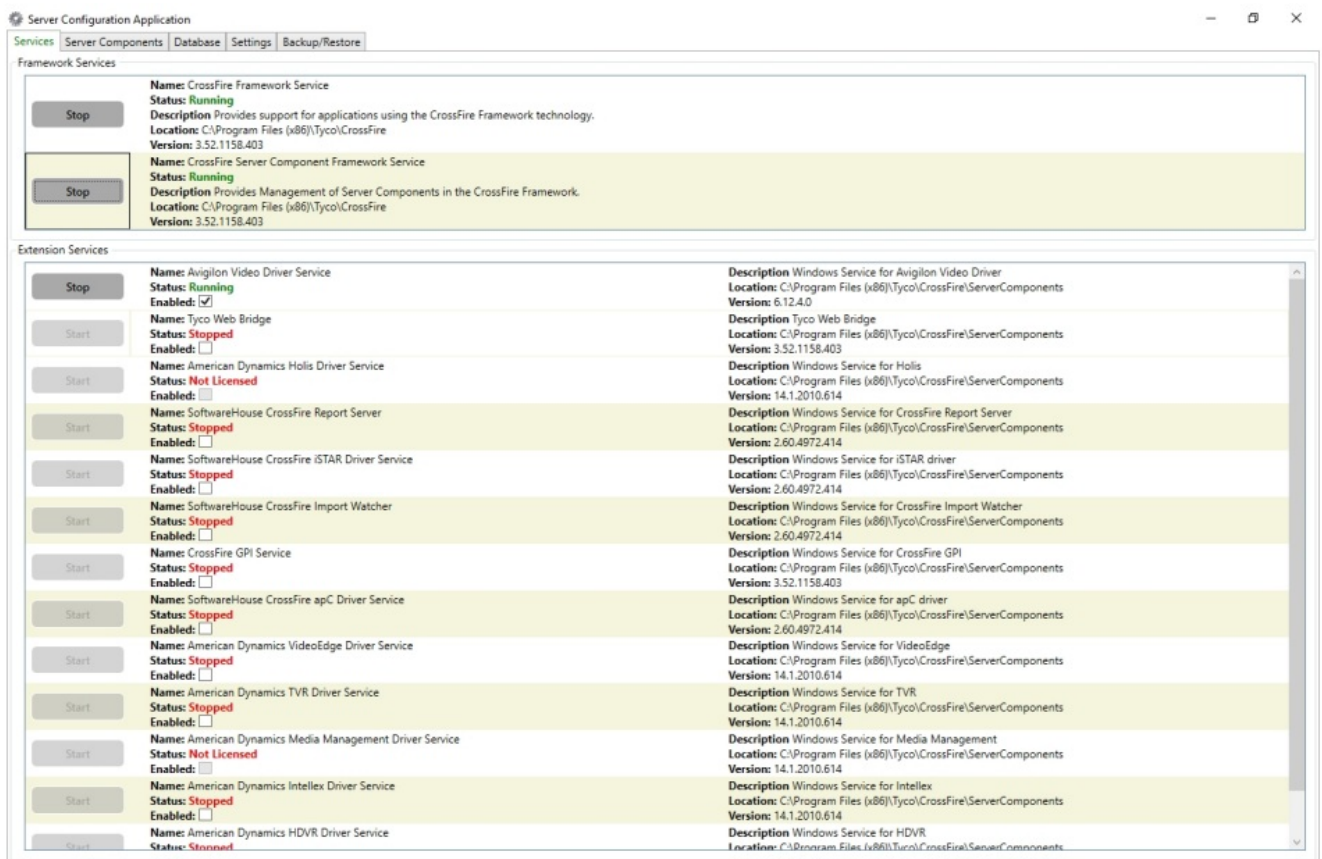 Server Configuration Application
Services Server Components Database Settings Backup/Restore
Framework Services
Stop
Name: CrossFire Framework Service
Status: Running
Description Provides support for applications using the CrossFire Framework technology.
Location: C:\Program Files (x86)\Tyco\CrossFire
Version: 3.52.1158.403
Stop
Name: CrossFire Server Component Framework Service
Status: Running
Description Provides Management of Server Components in the CrossFire Framework.
Location: C:\Program Files (x86)\Tyco\CrossFire
Version: 3.52.1158.403
Extension Services
Stop
Name: Avigilon Video Driver Service
Status: Running
Enabled:
Description Windows Service for Avigilon Video Driver
Location: C:\Program Files (x86)\Tyco\CrossFire\ServerComponents
Version: 6.12.4.0
Start
Name: Tyco Web Bridge
Status: Stopped
Enabled:
Description Tyco Web Bridge
Location: C:\Program Files (x86)\Tyco\CrossFire\ServerComponents
Version: 3.52.1158.403
Start
Name: American Dynamics Holis Driver Service
Status: Not Licensed
Enabled:
Description Windows Service for Holis
Location: C:\Program Files (x86)\Tyco\CrossFire\ServerComponents
Version: 14.1.2010.614
Start
Name: SoftwareHouse CrossFire Report Server
Status: Stopped
Enabled:
Description Windows Service for CrossFire Report Server
Location: C:\Program Files (x86)\Tyco\CrossFire\ServerComponents
Version: 2.60.4972.414
Start
Name: SoftwareHouse CrossFire iSTAR Driver Service
Status: Stopped
Enabled:
Description Windows Service for iSTAR driver
Location: C:\Program Files (x86)\Tyco\CrossFire\ServerComponents
Version: 2.60.4972.414
Start
Name: SoftwareHouse CrossFire Import Watcher
Status: Stopped
Enabled:
Description Windows Service for CrossFire Import Watcher
Location: C:\Program Files (x86)\Tyco\CrossFire\ServerComponents
Version: 2.60.4972.414
Start
Name: CrossFire GPI Service
Status: Stopped
Enabled:
Description Windows Service for CrossFire GPI
Location: C:\Program Files (x86)\Tyco\CrossFire\ServerComponents
Version: 3.52.1158.403
Start
Name: SoftwareHouse CrossFire apC Driver Service
Status: Stopped
Enabled:
Description Windows Service for apC driver
Location: C:\Program Files (x86)\Tyco\CrossFire\ServerComponents
Version: 2.60.4972.414
Start
Name: American Dynamics VideoEdge Driver Service
Status: Stopped
Enabled:
Description Windows Service for VideoEdge
Location: C:\Program Files (x86)\Tyco\CrossFire\ServerComponents
Version: 14.1.2010.614
Start
Name: American Dynamics TVR Driver Service
Status: Stopped
Enabled:
Description Windows Service for TVR
Location: C:\Program Files (x86)\Tyco\CrossFire\ServerComponents
Version: 14.1.2010.614
Start
Name: American Dynamics Media Management Driver Service
Status: Not Licensed
Enabled:
Description Windows Service for Media Management
Location: C:\Program Files (x86)\Tyco\CrossFire\ServerComponents
Version: 14.1.2010.614
Start
Name: American Dynamics Intellex Driver Service
Status: Stopped
Enabled:
Description Windows Service for Intellex
Location: C:\Program Files (x86)\Tyco\CrossFire\ServerComponents
Version: 14.1.2010.614
Name: American Dynamics HDVR Driver Service
Status: Stopped
Description Windows Service for HDVR
Location: C:\Program Files (x86)\Tyco\CrossFire\ServerComponents